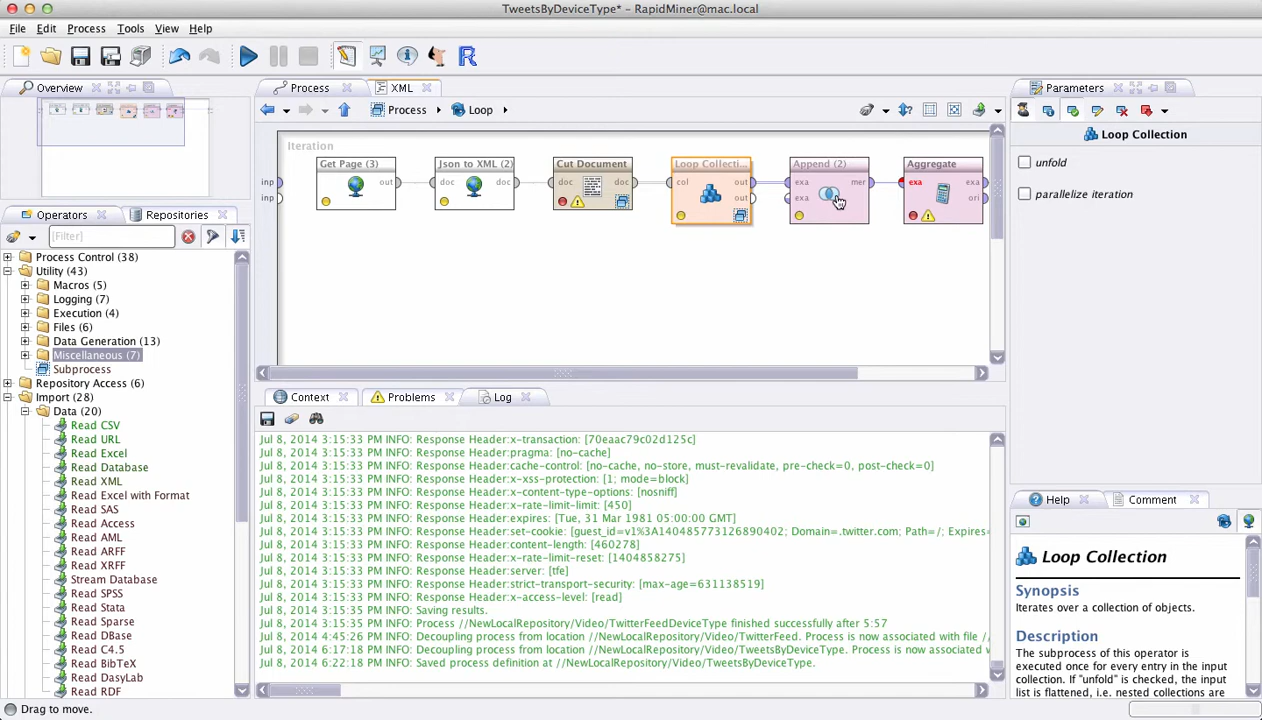 TweetsByDeviceType* – RapidMiner@mac.local
File Edit Process Tools View Help
Overview
Process XML
Parameters
Process Loop
Loop Collection
unfold
parallelize iteration
Iteration
Get Page (3) Json to XML (2) Cut Document Loop Collecti... Append (2) Aggregate
inp out doc doc doc doc col out exa mer exa exa
inp out exa ori
Operators Repositories
[Filter]
Process Control (38)
Utility (43)
Macros (5)
Logging (7)
Execution (4)
Files (6)
Data Generation (13)
Miscellaneous (7)
Subprocess
Repository Access (6)
Import (28)
Data (20)
Read CSV
Read URL
Read Excel
Read Database
Read XML
Read Excel with Format
Read SAS
Read Access
Read AML
Read ARFF
Read XRFF
Stream Database
Read SPSS
Read Stata
Read Sparse
Read DBase
Read C4.5
Read BibTeX
Read DasyLab
Read RDF
Context Problems Log
Jul 8, 2014 3:15:33 PM INFO: Response Header:x-transaction: [70eaac79c02d125c]
Jul 8, 2014 3:15:33 PM INFO: Response Header:pragma: [no-cache]
Jul 8, 2014 3:15:33 PM INFO: Response Header:cache-control: [no-cache, no-store, must-revalidate, pre-check=0, post-check=0]
Jul 8, 2014 3:15:33 PM INFO: Response Header:x-xss-protection: [1; mode=block]
Jul 8, 2014 3:15:33 PM INFO: Response Header:x-content-type-options: [nosniff]
Jul 8, 2014 3:15:33 PM INFO: Response Header:x-rate-limit-limit: [450]
Jul 8, 2014 3:15:33 PM INFO: Response Header:expires: [Tue, 31 Mar 1981 05:00:00 GMT]
Jul 8, 2014 3:15:33 PM INFO: Response Header:set-cookie: [guest_id=v1%3A140485773126890402; Domain=.twitter.com; Path=/; Expires=
Jul 8, 2014 3:15:33 PM INFO: Response Header:content-length: [460278]
Jul 8, 2014 3:15:33 PM INFO: Response Header:x-rate-limit-reset: [1404858275]
Jul 8, 2014 3:15:33 PM INFO: Response Header:server: [tfe]
Jul 8, 2014 3:15:33 PM INFO: Response Header:strict-transport-security: [max-age=631138519]
Jul 8, 2014 3:15:33 PM INFO: Response Header:x-access-level: [read]
Jul 8, 2014 3:15:35 PM INFO: Saving results.
Jul 8, 2014 3:15:35 PM INFO: Process //NewLocalRepository/Video/TwitterFeedDeviceType finished successfully after 5:57
Jul 8, 2014 4:45:26 PM INFO: Decoupling process from location //NewLocalRepository/Video/TwitterFeed. Process is now associated with file /
Jul 8, 2014 6:17:18 PM INFO: Decoupling process from location //NewLocalRepository/Video/TweetsByDeviceType. Process is now associated w
Jul 8, 2014 6:22:18 PM INFO: Saved process definition at //NewLocalRepository/Video/TweetsByDeviceType.
Help Comment
Loop Collection
Synopsis
Iterates over a collection of objects.
Description
The subprocess of this operator is
executed once for every entry in the input
collection. If "unfold" is checked, the input
list is flattened, i.e. nested collections are
Drag to move.